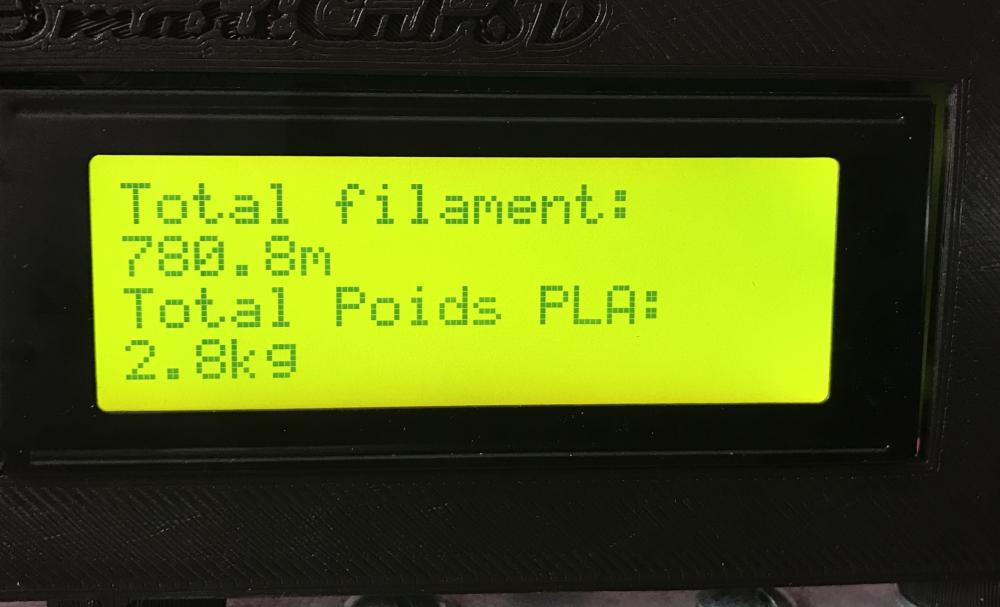 Total filament:
780.8m
Total Poids PLA:
2.8kg